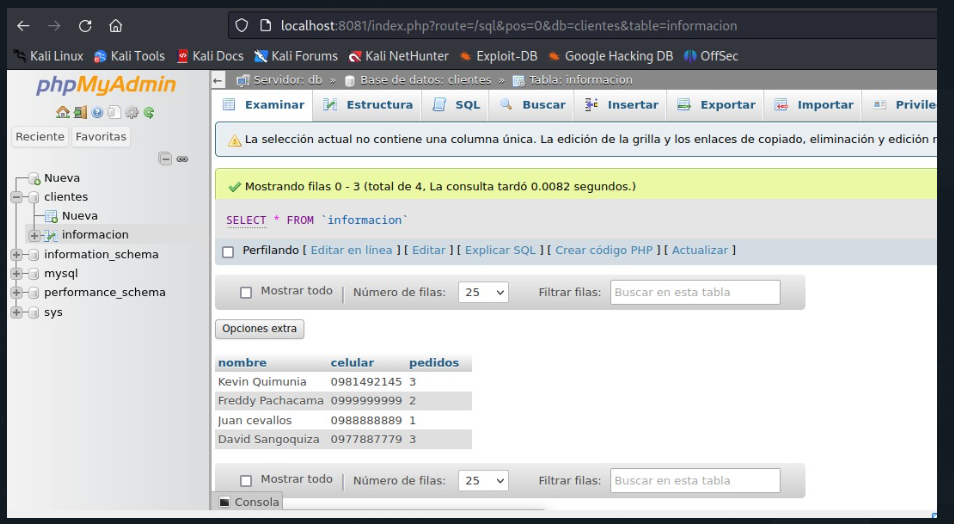 localhost:8081/index.php?route=/sql&pos=0&db=clientes&table=informacion
Kali Linux Kali Tools Kali Docs Kali Forums Kali NetHunter Exploit-DB Google Hacking DB OffSec
phpMyAdmin
Reciente Favoritas
Nueva
clientes
Nueva
informacion
information_schema
mysql
performance_schema
sys
Servidor: db » Base de datos: clientes » Tabla: informacion
Examinar Estructura SQL Buscar Insertar Exportar Importar Privile
La selección actual no contiene una columna única. La edición de la grilla y los enlaces de copiado, eliminación y edición n
Mostrando filas 0 - 3 (total de 4, La consulta tardó 0.0082 segundos.)
SELECT * FROM `informacion`
Perfilando [ Editar en línea ] [ Editar ] [ Explicar SQL ] [ Crear código PHP ] [ Actualizar ]
Mostrar todo Número de filas: 25 Filtrar filas: Buscar en esta tabla
Opciones extra
nombre celular pedidos
Kevin Quimunia 0981492145 3
Freddy Pachacama 0999999999 2
Juan cevallos 0988888889 1
David Sangoquiza 0977887779 3
Mostrar todo Número de filas: 25 Filtrar filas: Buscar en esta tabla
Consola